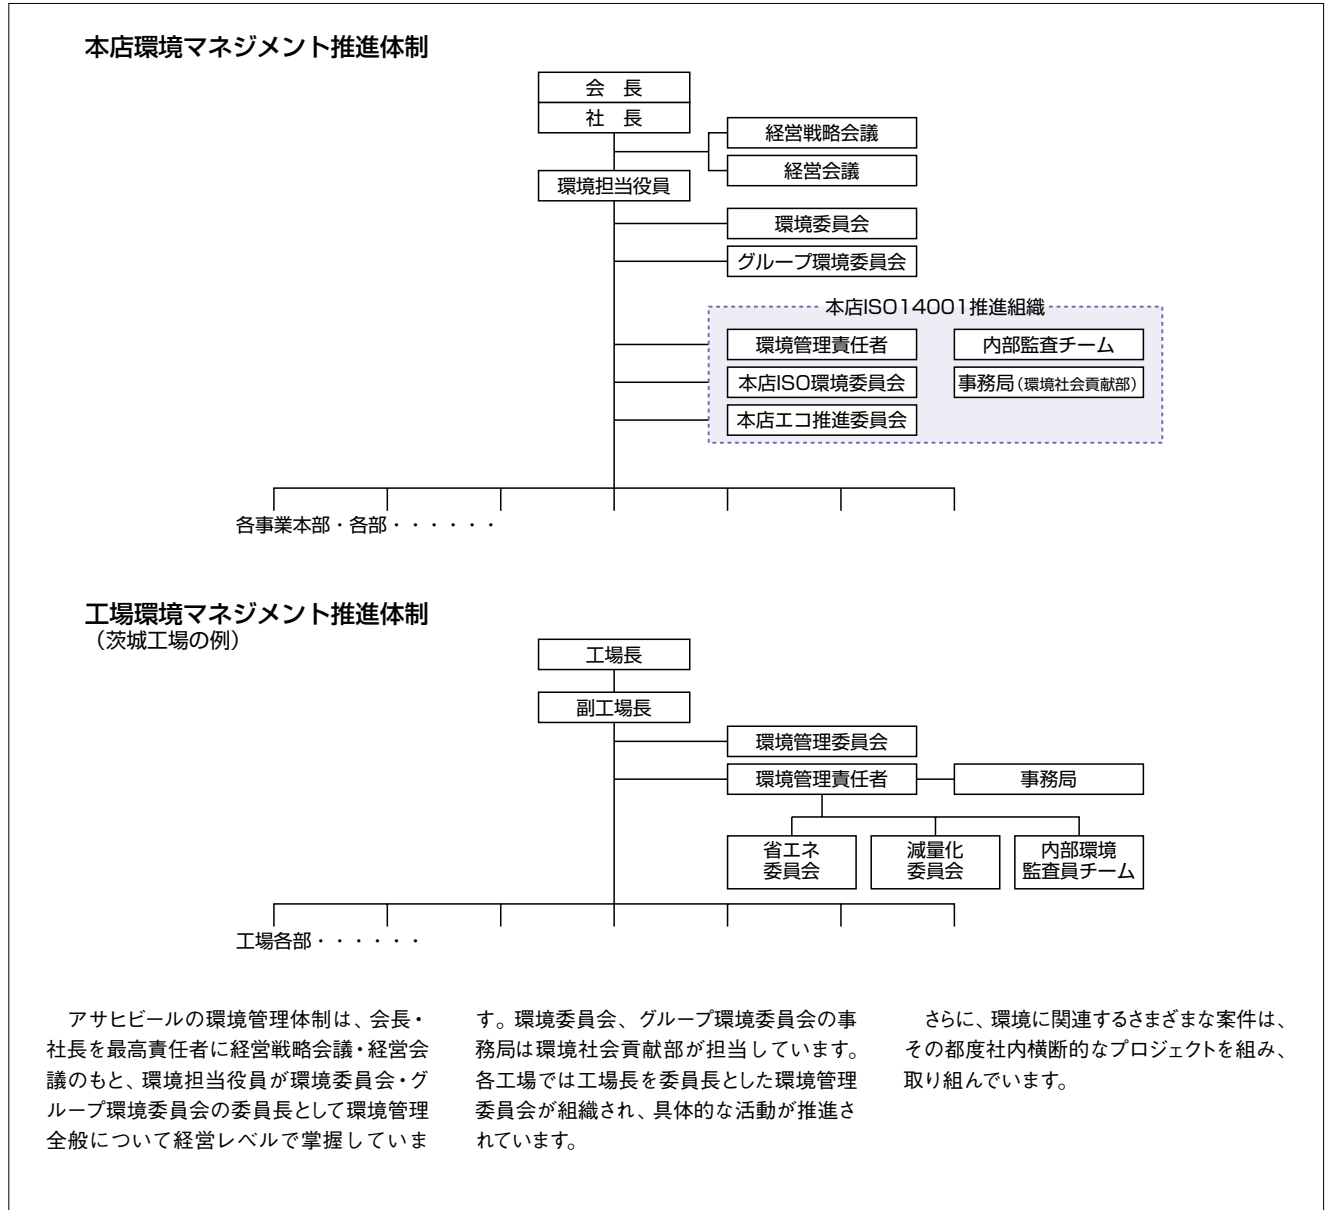 本店環境マネジメント推進体制
会　長
社　長
経営戦略会議
経営会議
環境担当役員
環境委員会
グループ環境委員会
本店ISO14001推進組織
環境管理責任者
内部監査チーム
本店ISO環境委員会
事務局（環境社会貢献部）
本店エコ推進委員会
各事業本部・各部・・・・・・
工場環境マネジメント推進体制
（茨城工場の例）
工場長
副工場長
環境管理委員会
環境管理責任者
事務局
省エネ
委員会
減量化
委員会
内部環境
監査員チーム
工場各部・・・・・・
アサヒビールの環境管理体制は、会長・
社長を最高責任者に経営戦略会議・経営会
議のもと、環境担当役員が環境委員会・グ
ループ環境委員会の委員長として環境管理
全般について経営レベルで掌握していま
す。環境委員会、グループ環境委員会の事
務局は環境社会貢献部が担当しています。
各工場では工場長を委員長とした環境管理
委員会が組織され、具体的な活動が推進さ
れています。
さらに、環境に関連するさまざまな案件は、
その都度社内横断的なプロジェクトを組み、
取り組んでいます。